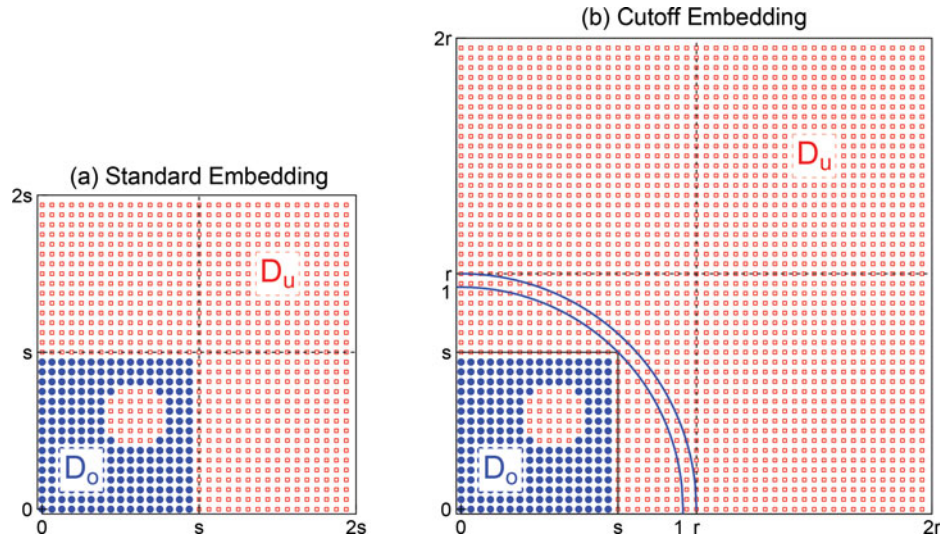 (a) Standard Embedding
2s
s
0
0
s
2s
Du
Do
(b) Cutoff Embedding
2r
r
1
s
0
0
s
1
r
2r
Du
Do